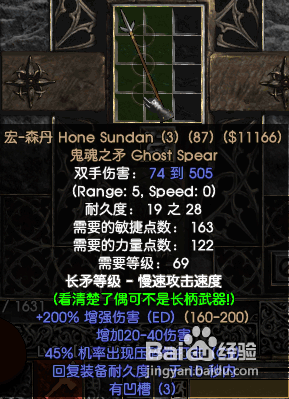 宏-森丹 Hone Sundan (3) (87) ($11166)
鬼魂之矛 Ghost Spear
双手伤害: 74 到 505
(Range: 5, Speed: 0)
耐久度: 19 之 28
需要的敏捷点数: 163
需要的力量点数: 122
需要等级: 69
长矛等级 - 慢速攻击速度
(看清楚了偶可不是长柄武器!)
1631
+200% 增强伤害 (ED) (160-200)
增加20-40伤害
45% 机率出现压
Bai 经验
回复装备耐久度
有凹槽 (3)